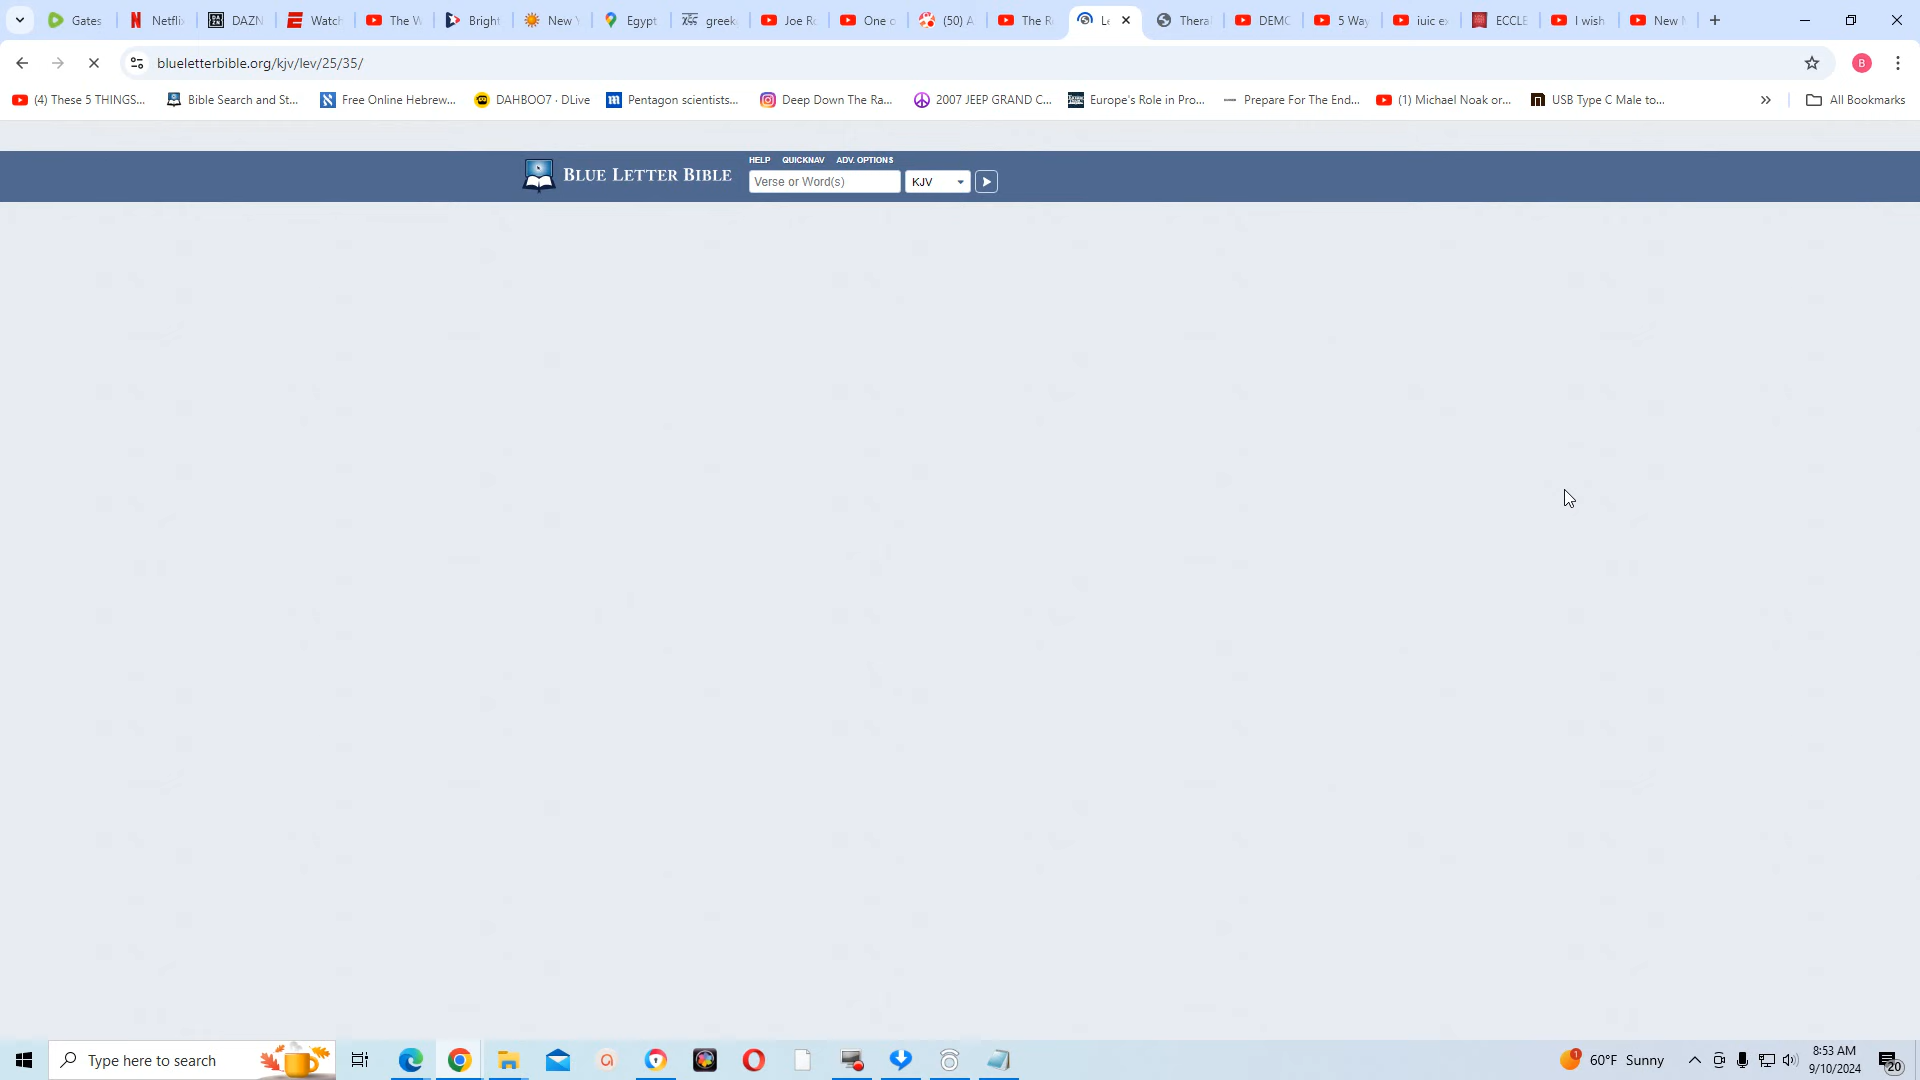 Gates
Netflix
DAZN
Watch
The W
Bright
New Y
Egypt
greek
Joe Ro
One o
(50) A
The R
Le
Thera
DEMO
5 Way
iuic ex
ECCLE
I wish
New M
blueletterbible.org/kjv/lev/25/35/
B
(4) These 5 THINGS...
Bible Search and St...
Free Online Hebrew...
DAHBOO7 · DLive
Pentagon scientists...
Deep Down The Ra...
2007 JEEP GRAND C...
Europe's Role in Pro...
Prepare For The End...
(1) Michael Noak or...
USB Type C Male to...
»
All Bookmarks
HELP QUICKNAV ADV. OPTIONS
BLUE LETTER BIBLE
Verse or Word(s)
KJV
Type here to search
1
60°F Sunny
8:53 AM
9/10/2024
20